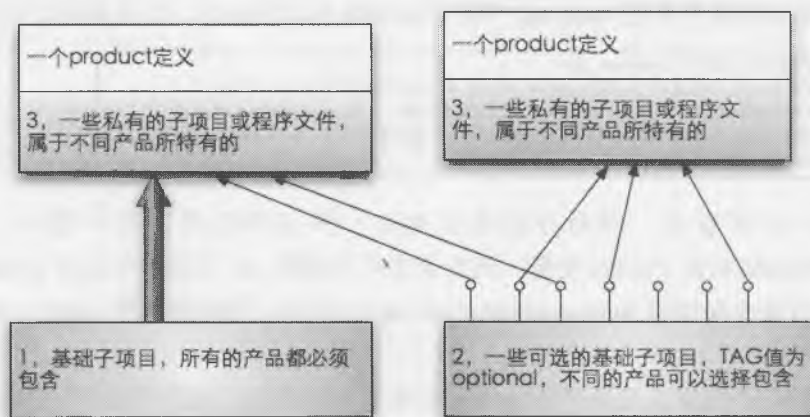 一个product定义
3，一些私有的子项目或程序文件，
属于不同产品所特有的
一个product定义
3，一些私有的子项目或程序文
件，属于不同产品所特有的
1，基础子项目，所有的产品都必须
包含
2，一些可选的基础子项目，TAG值为
optional，不同的产品可以选择包含